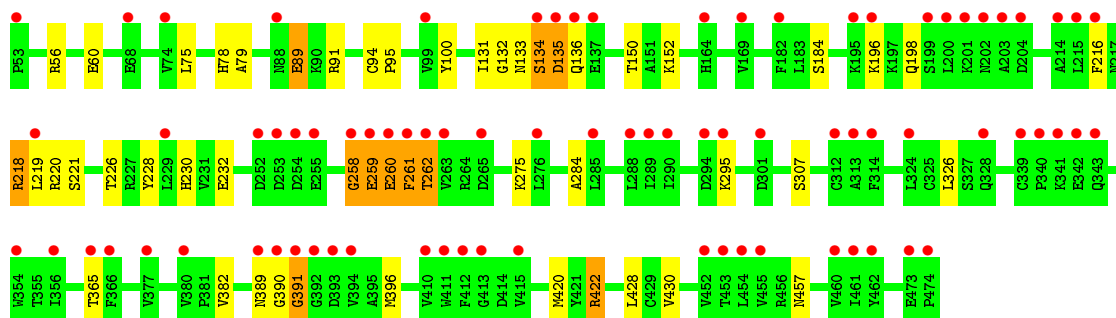 P53 R56 E60 E68 V74 L75 H78 A79 N88 E89 K90 R91 C94 P95 V99 Y100 I131 G132 N133 S134 D135 Q136 E137 T150 A151 K152 H164 V169 F182 L183 S184 K195 K196 K197 Q198 S199 L200 K201 N202 A203 D204 A214 L215 F216 N217
R218 L219 R220 S221 T226 R227 Y228 L229 H230 V231 E232 D252 D253 D254 E255 G258 E259 E260 F261 T262 V263 R264 D265 K275 L276 A284 L285 L288 I289 I290 D294 K295 D301 S307 C312 A313 F314 L324 C325 L326 S327 Q328 C339 P340 K341 E342 Q343
W354 T355 I356 T365 F366 V377 V380 P381 V382 N389 G390 G391 G392 D393 V394 A395 M396 V410 W411 F412 G413 D414 V415 M420 Y421 R422 L428 C429 V430 V452 T453 L454 V455 R456 N457 V460 I461 Y462 E473 P474